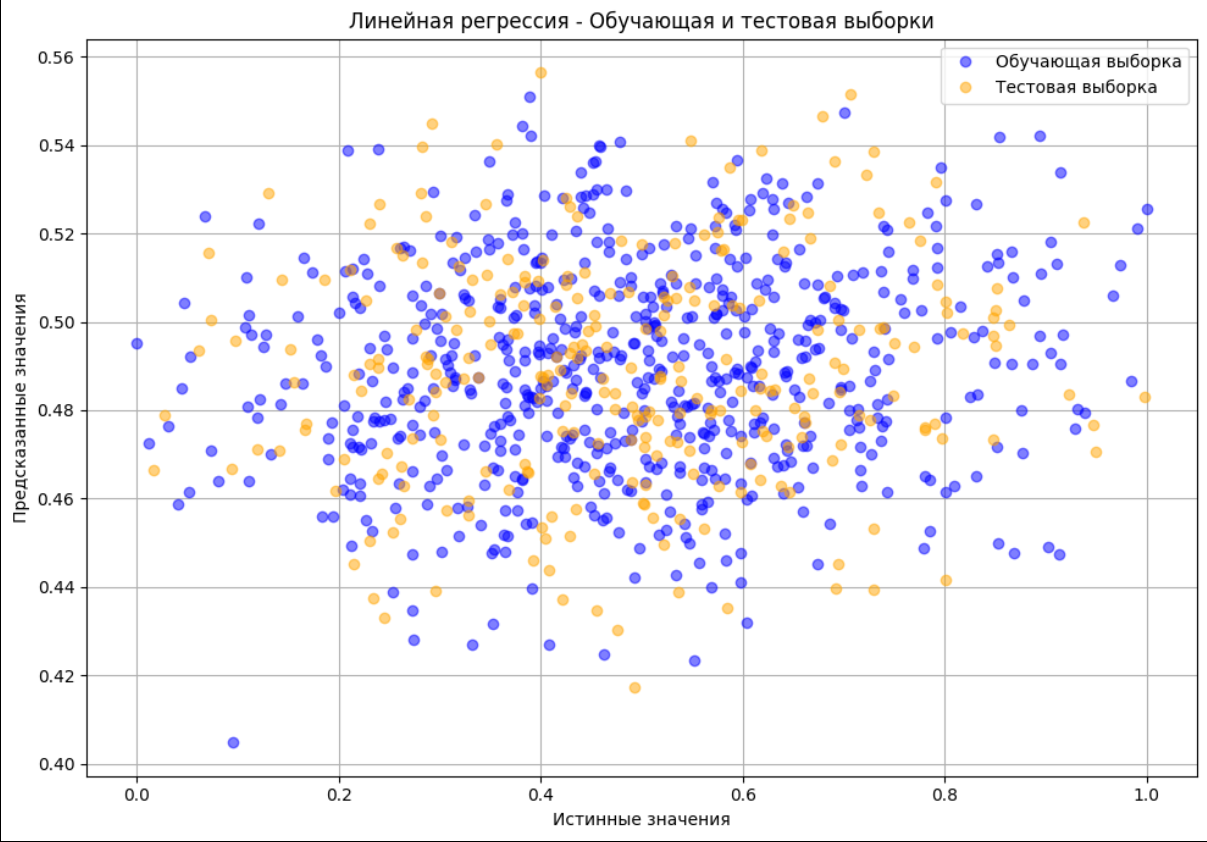 Линейная регрессия - Обучающая и тестовая выборки
Обучающая выборка
Тестовая выборка
Предсказанные значения
0.56
0.54
0.52
0.50
0.48
0.46
0.44
0.42
0.40
0.0 0.2 0.4 0.6 0.8 1.0
Истинные значения